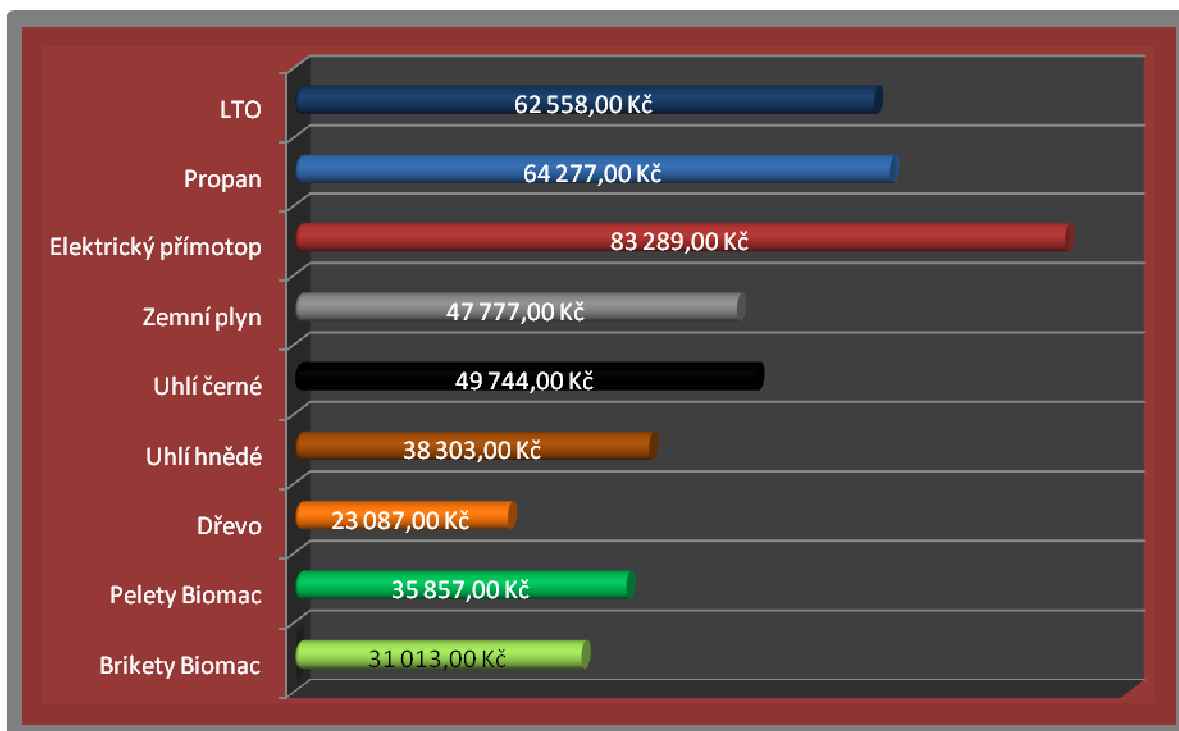 LTO 62 558,00 Kč
Propan 64 277,00 Kč
Elektrický přímotop 83 289,00 Kč
Zemní plyn 47 777,00 Kč
Uhlí černé 49 744,00 Kč
Uhlí hnědé 38 303,00 Kč
Dřevo 23 087,00 Kč
Pelety Biomac 35 857,00 Kč
Brikety Biomac 31 013,00 Kč